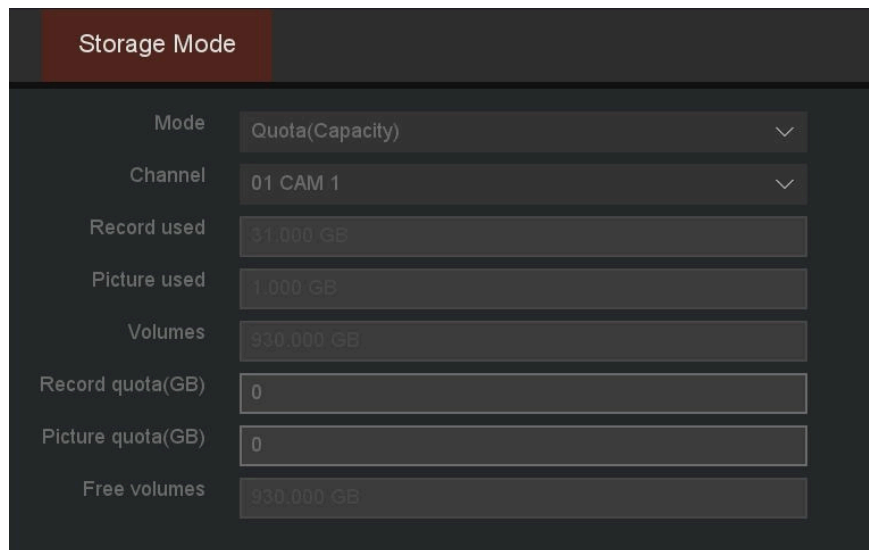 Storage Mode
Mode Quota(Capacity)
Channel 01 CAM 1
Record used 31.000 GB
Picture used 1.000 GB
Volumes 930.000 GB
Record quota(GB) 0
Picture quota(GB) 0
Free volumes 930.000 GB